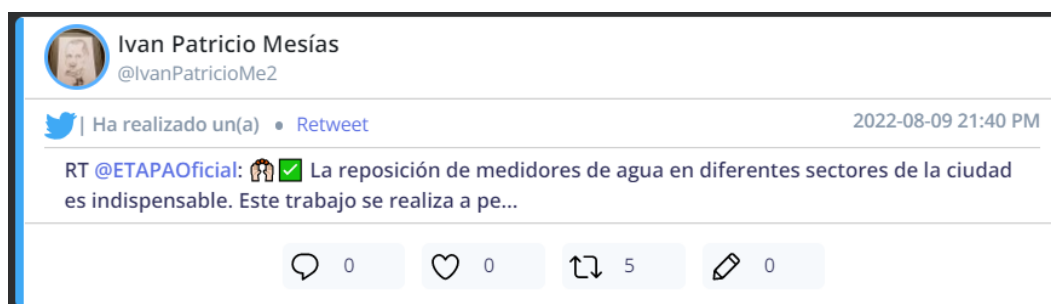 Ivan Patricio Mesías
@IvanPatricioMe2
| Ha realizado un(a) • Retweet
2022-08-09 21:40 PM
RT @ETAPAOficial: 🙌✅ La reposición de medidores de agua en diferentes sectores de la ciudad
es indispensable. Este trabajo se realiza a pe...
0 0 5 0